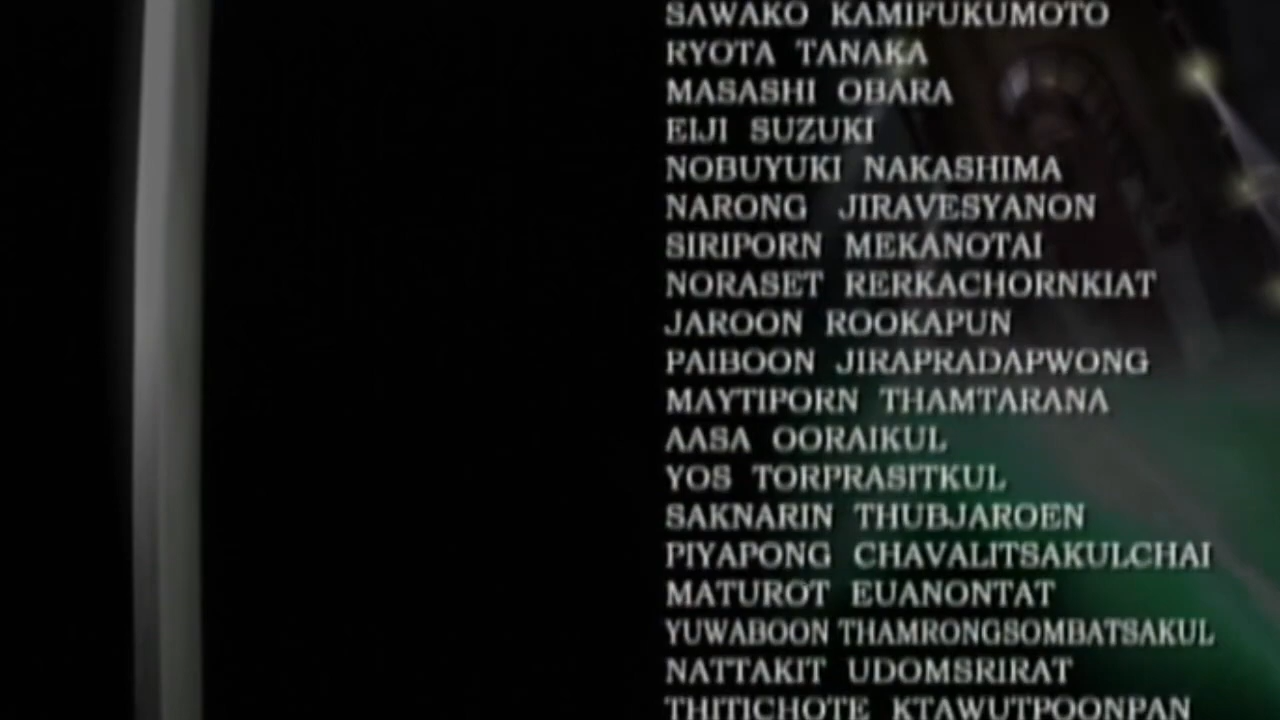 SAWAKO KAMIFUKUMOTO
RYOTA TANAKA
MASASHI OBARA
EIJI SUZUKI
NOBUYUKI NAKASHIMA
NARONG JIRAVESYANON
SIRIPORN MEKANOTAI
NORASET RERKACHORNKIAT
JAROON ROOKAPUN
PAIBOON JIRAPRADAPWONG
MAYTIPORN THAMTARANA
AASA OORAIKUL
YOS TORPRASITKUL
SAKNARIN THUBJAROEN
PIYAPONG CHAVALITSAKULCHAI
MATUROT EUANONTAT
YUWABOON THAMRONGSOMBATSAKUL
NATTAKIT UDOMSRIRAT
THITICHOTE KTAWUTPOONPAN